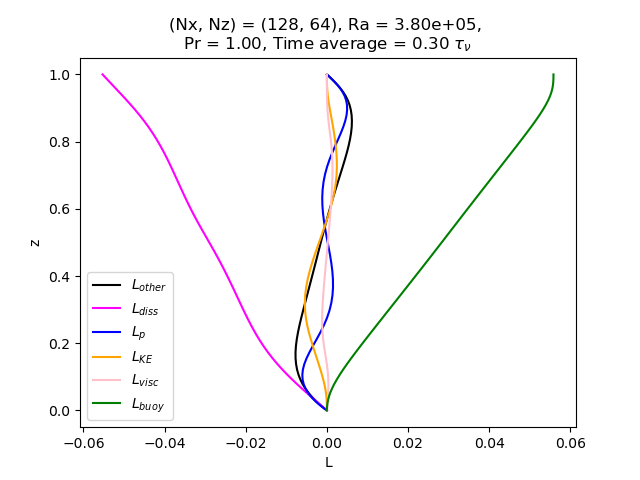 (Nx, Nz) = (128, 64), Ra = 3.80e+05,
Pr = 1.00, Time average = 0.30 τ_ν
1.0
0.8
z
0.6
0.4
0.2
0.0
L_other
L_diss
L_p
L_KE
L_visc
L_buoy
−0.06
−0.04
−0.02
0.00
0.02
0.04
0.06
L